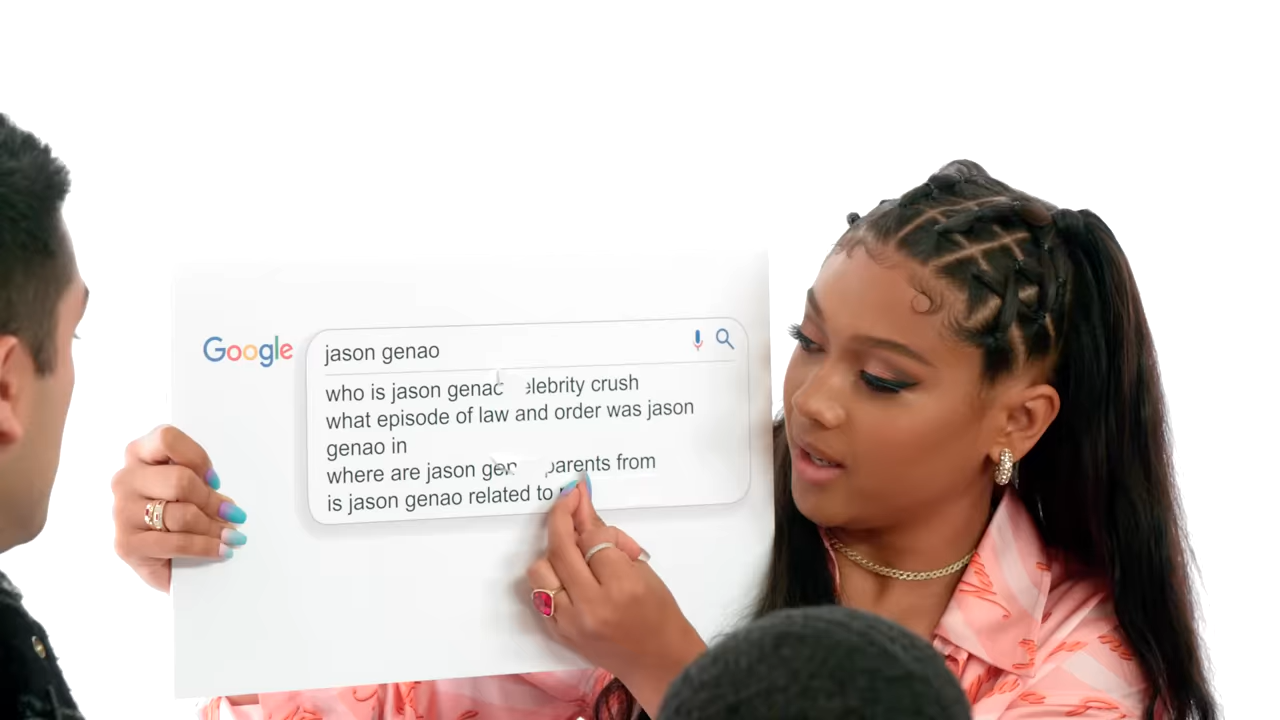 Google
jason genao
who is jason genao elebrity crush
what episode of law and order was jason
genao in
where are jason gen parents from
is jason genao related to